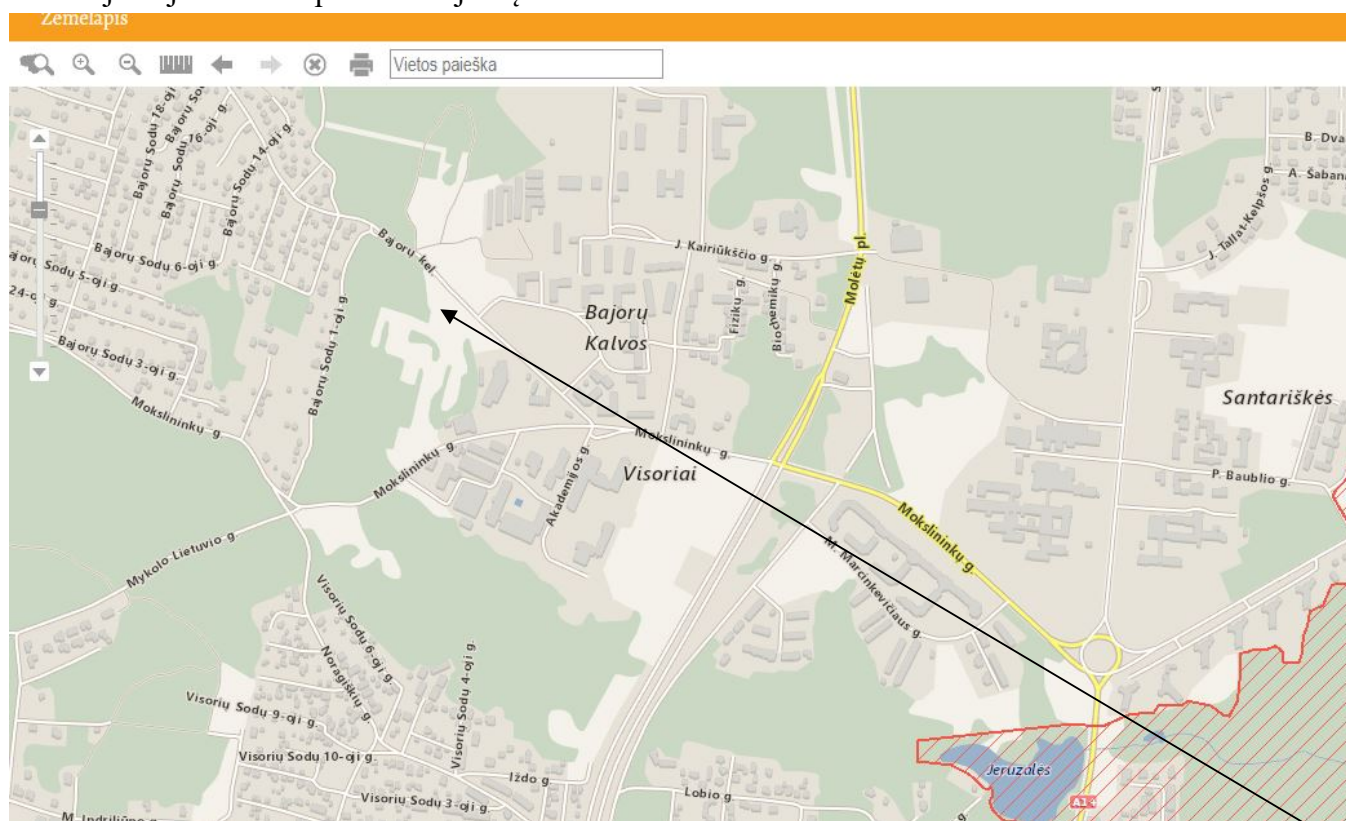 Žemėlapis
Vietos paieška
Bajorų Sodų 18-oji
Bajorų Sodų 16-oji g.
Bajorų Sodų 14-oji g.
Bajorų Sodų 6-oji g.
Bajorų Sodų 5-oji g.
24-oji g.
Bajorų Sodų 3-oji g.
Bajorų Sodų 1-oji g
Bajorų kel.
J. Kairiūkščio g.
Molėtų pl.
Fizikų g.
Biochemikų g.
Bajorų
Kalvos
B. Dva
A. Šaban
J. Tallat-Kelpšos g.
Santariškės
P. Baublio g.
Mokslininkų g.
Mokslininkų g.
Mokslininkų g.
Mokslininkų g.
Visoriai
Akademijos g.
M. Marcinkevičiaus g.
Mykolo Lietuvio g
Visorių Sodų 6-oji g.
Noragiškių g.
Visorių Sodų 4-oji g.
Visorių Sodų 9-oji g.
Visorių Sodų 10-oji g.
Visorių Sodų 3-oji g
Iždo g
Lobio g
Jeruzalės
A1
g.